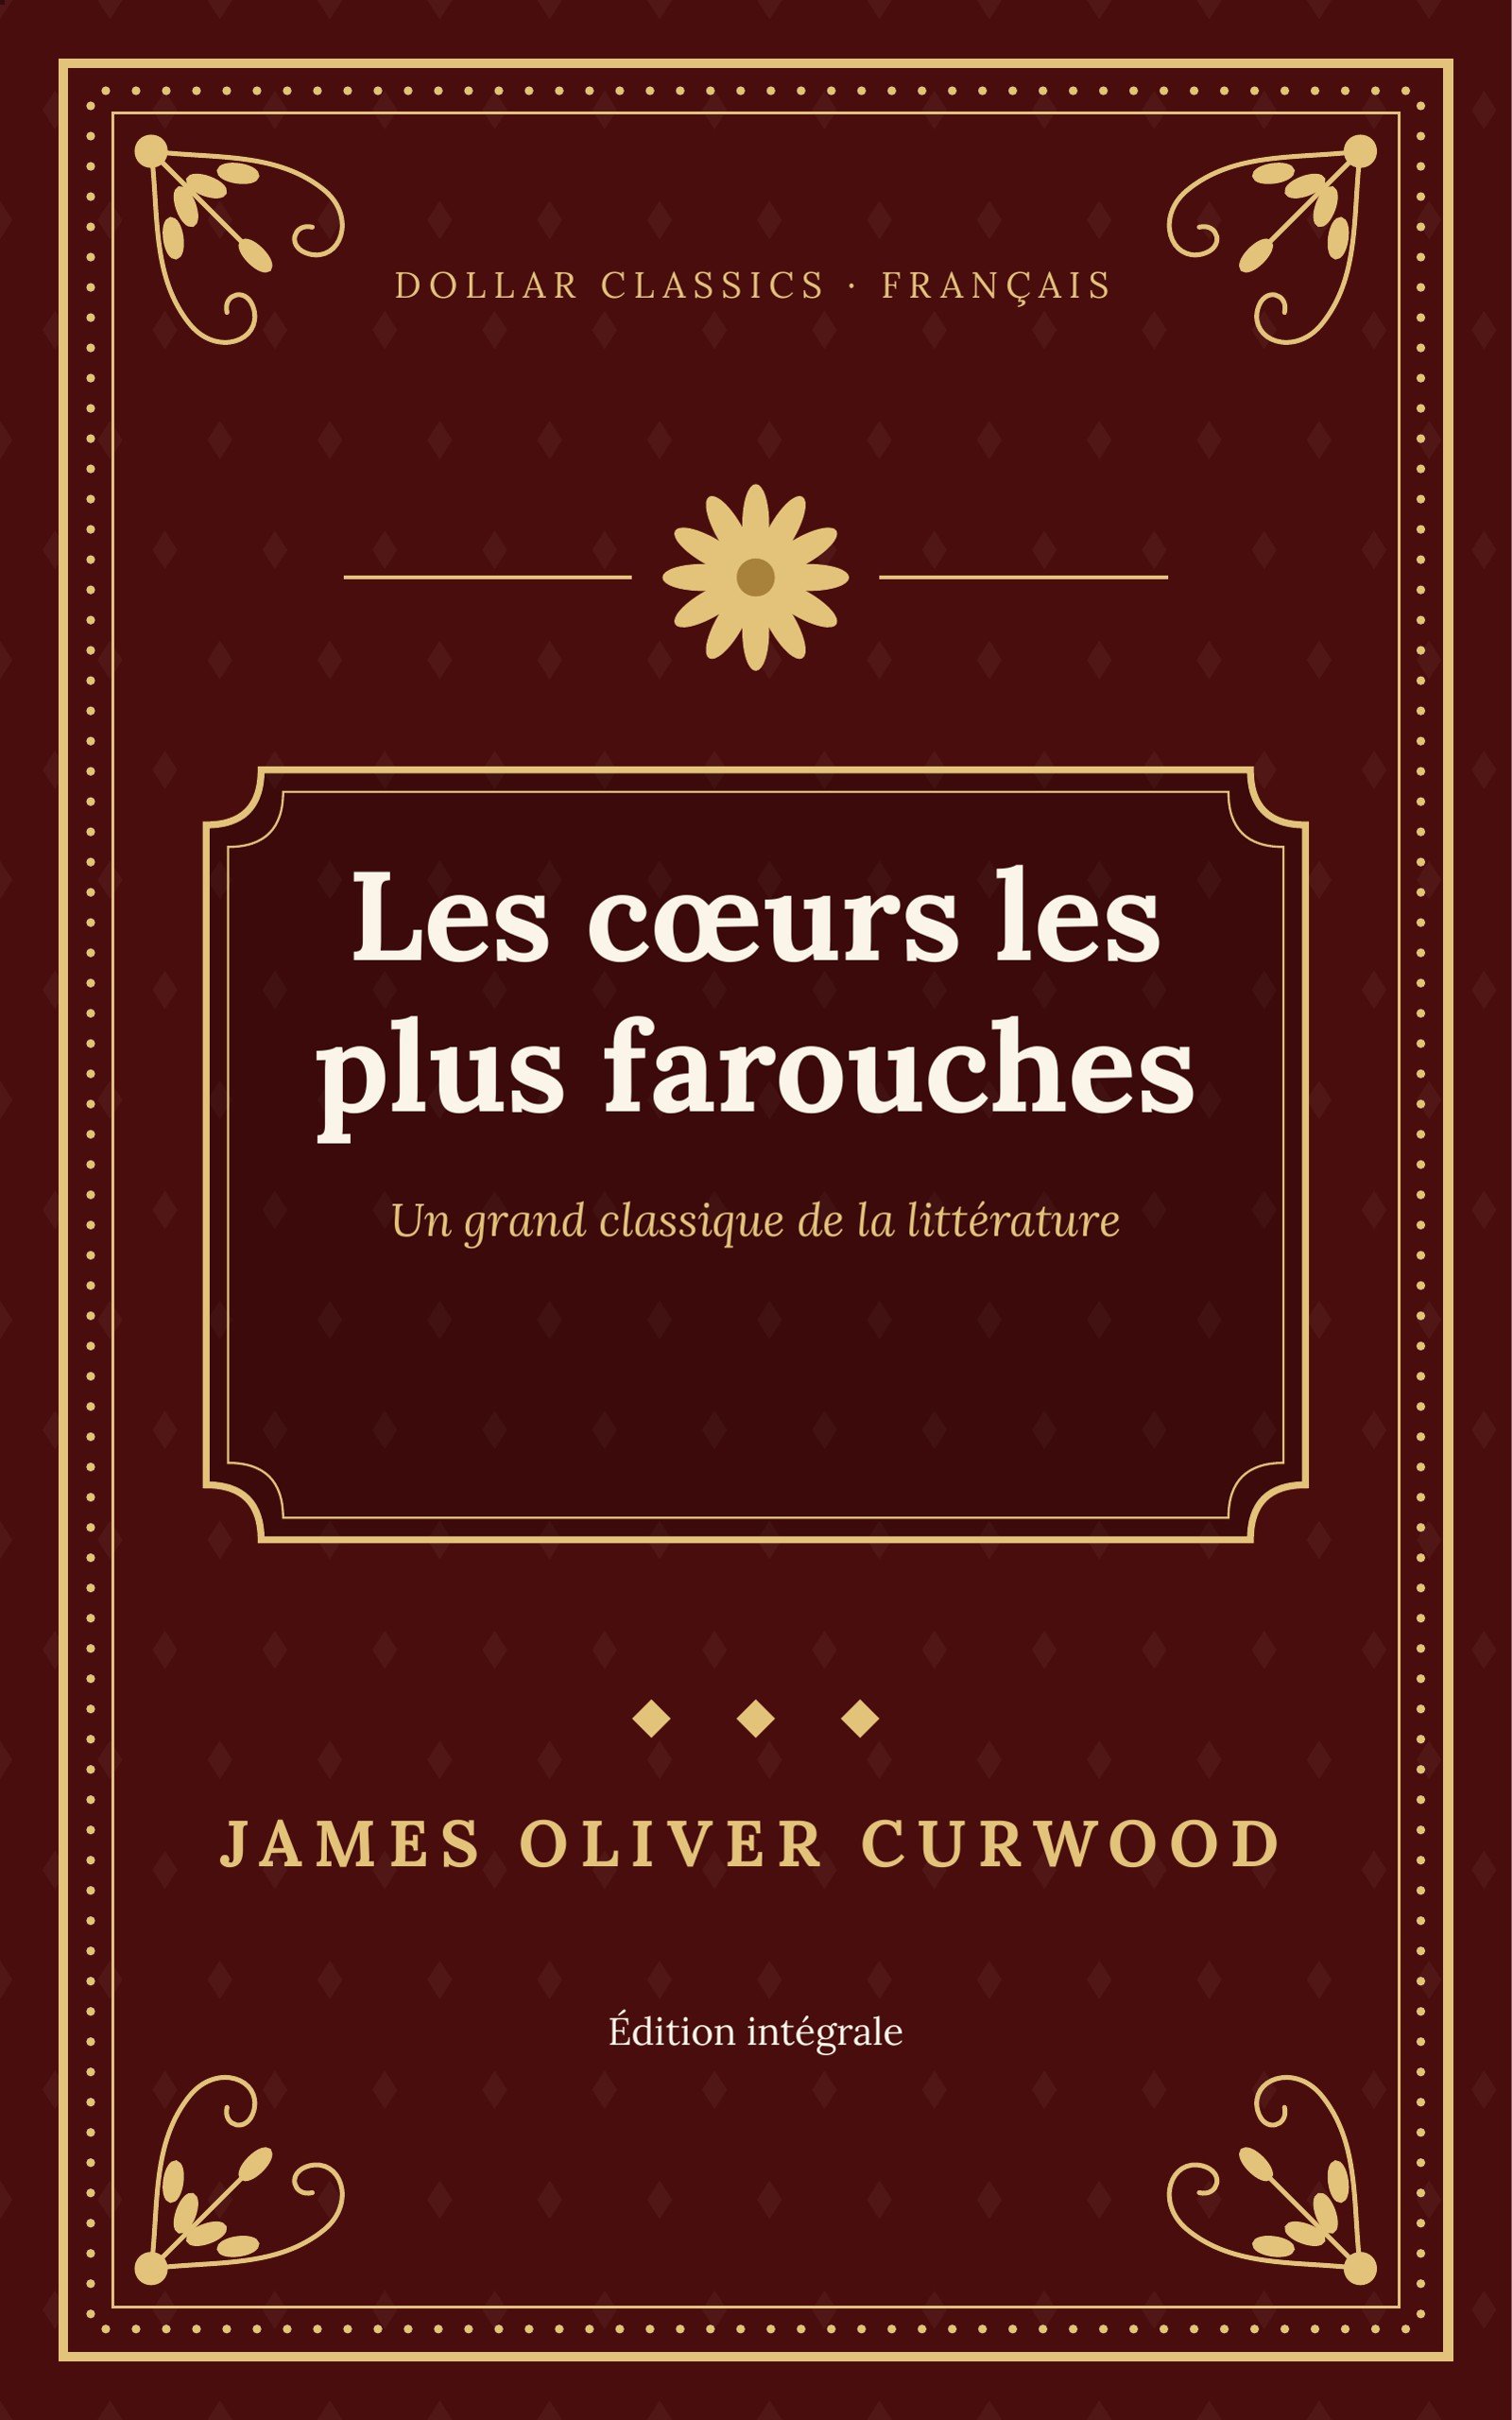 DOLLAR CLASSICS · FRANÇAIS
Les cœurs les
plus farouches
Un grand classique de la littérature
JAMES OLIVER CURWOOD
Édition intégrale